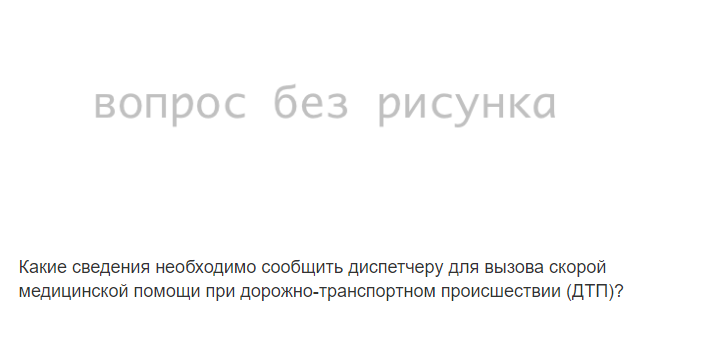 вопрос без рисунка
Какие сведения необходимо сообщить диспетчеру для вызова скорой
медицинской помощи при дорожно-транспортном происшествии (ДТП)?